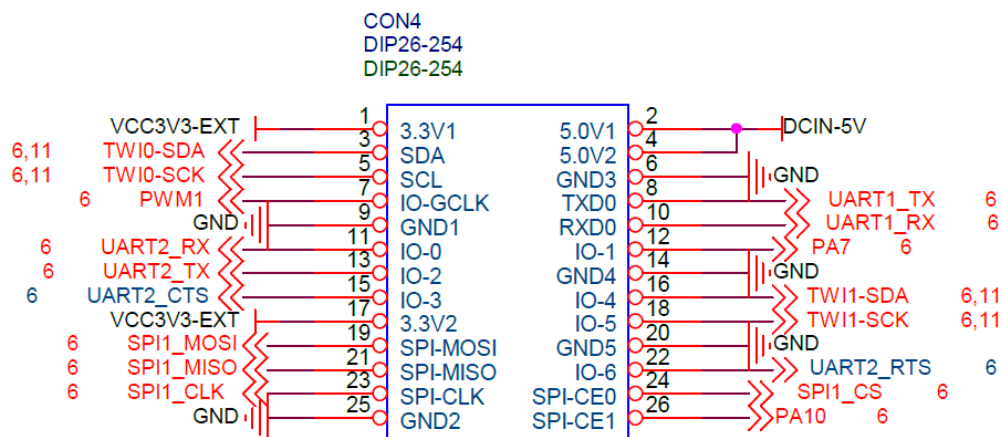 CON4
DIP26-254
DIP26-254
VCC3V3-EXT 1 3.3V1 5.0V1 2 DCIN-5V
6,11 TWI0-SDA 3 SDA 5.0V2 4
6,11 TWI0-SCK 5 SCL GND3 6 GND
6 PWM1 7 IO-GCLK TXD0 8 UART1_TX 6
GND 9 GND1 RXD0 10 UART1_RX 6
6 UART2_RX 11 IO-0 IO-1 12 PA7 6
6 UART2_TX 13 IO-2 GND4 14 GND
6 UART2_CTS 15 IO-3 IO-4 16 TWI1-SDA 6,11
VCC3V3-EXT 17 3.3V2 IO-5 18 TWI1-SCK 6,11
6 SPI1_MOSI 19 SPI-MOSI GND5 20 GND
6 SPI1_MISO 21 SPI-MISO IO-6 22 UART2_RTS 6
6 SPI1_CLK 23 SPI-CLK SPI-CE0 24 SPI1_CS 6
GND 25 GND2 SPI-CE1 26 PA10 6